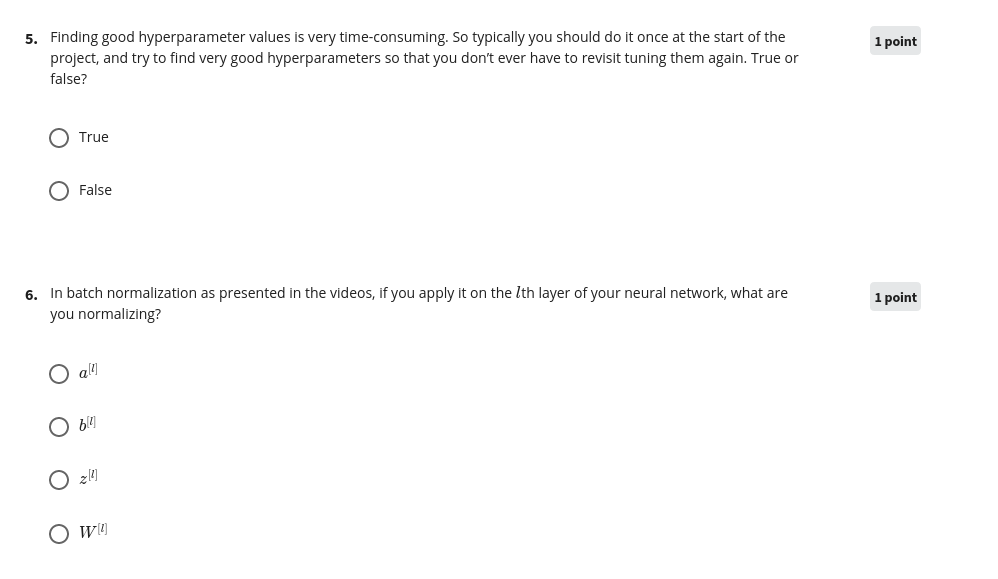 5. Finding good hyperparameter values is very time-consuming. So typically you should do it once at the start of the
1 point
project, and try to find very good hyperparameters so that you don’t ever have to revisit tuning them again. True or
false?
True
False
6. In batch normalization as presented in the videos, if you apply it on the lth layer of your neural network, what are
1 point
you normalizing?
a^[l]
b^[l]
z^[l]
W^[l]